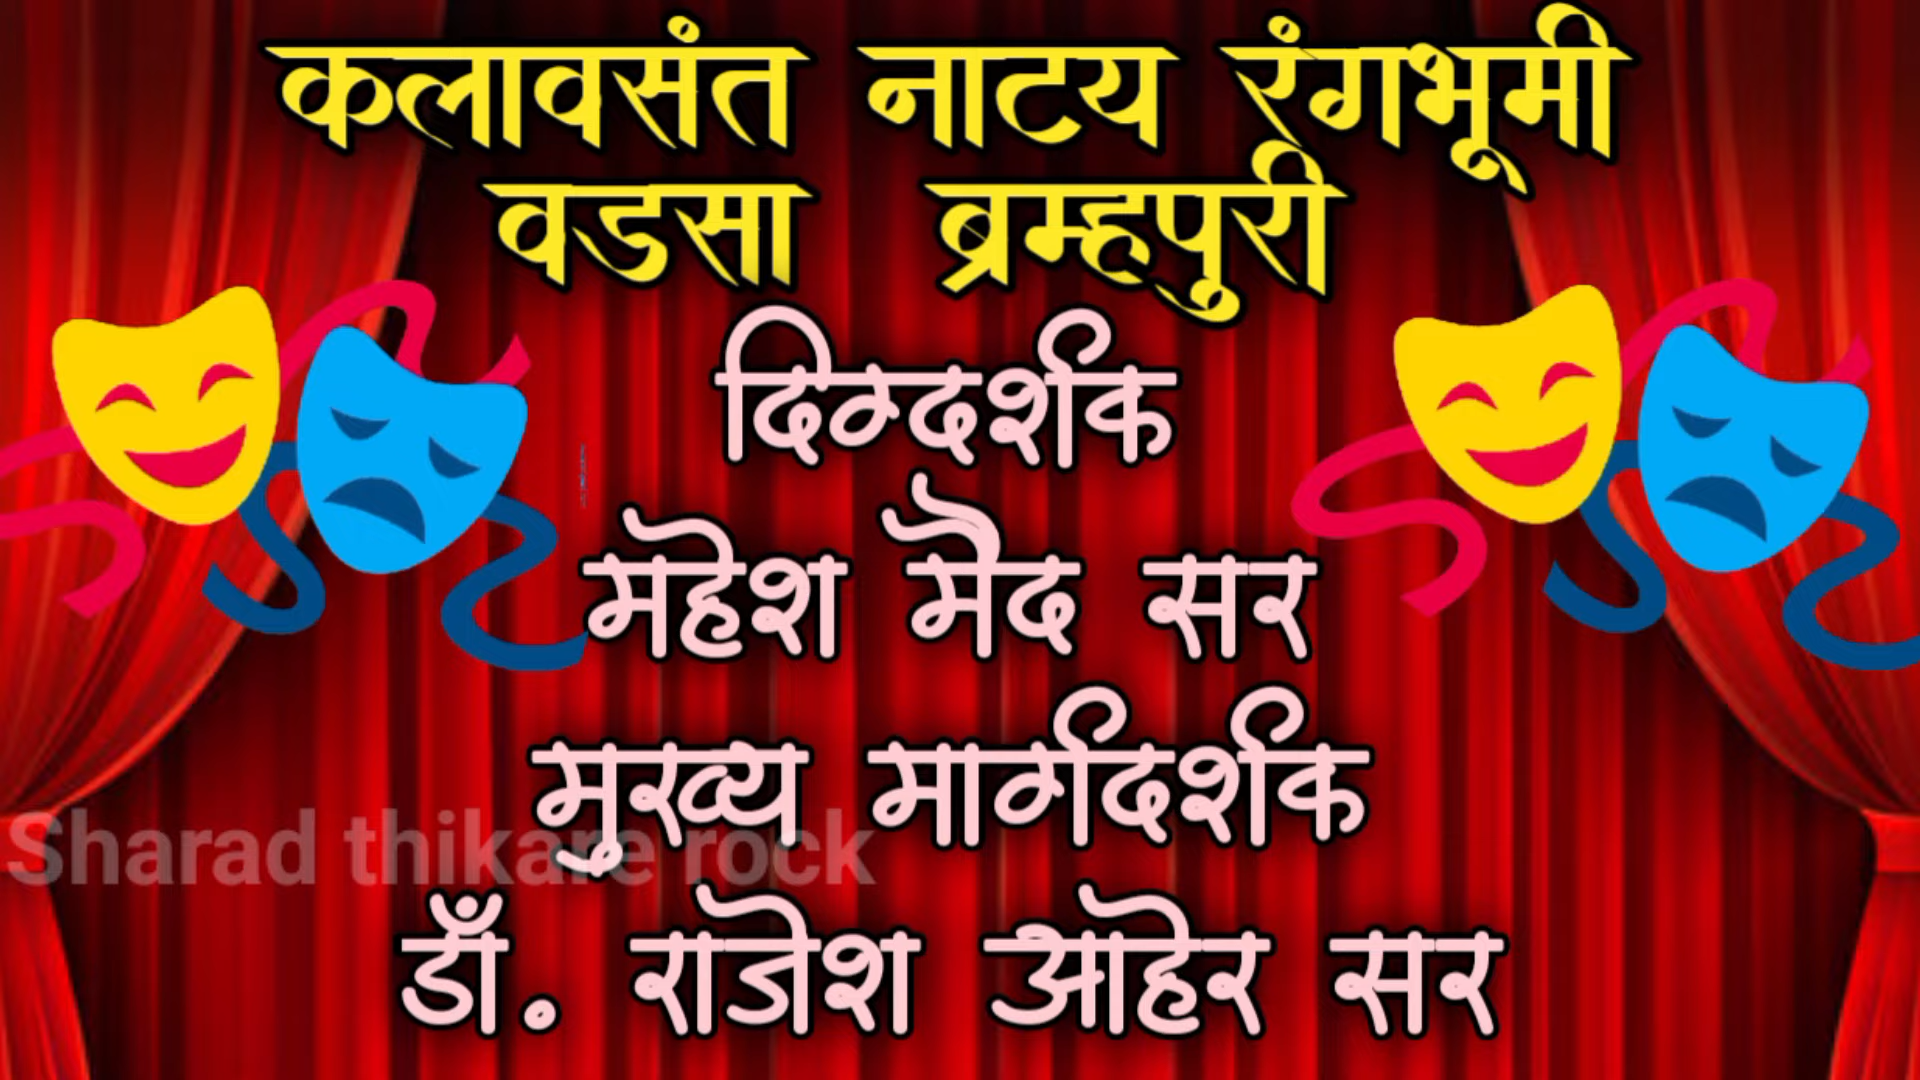 कलावसंत नाटय रंगभूमी
वडसा ब्रम्हपुरी
दिग्दर्शक
महेश मैद सर
मुख्य मार्गदर्शक
Sharad thikare rock
डाँ. राजेश आहेर सर